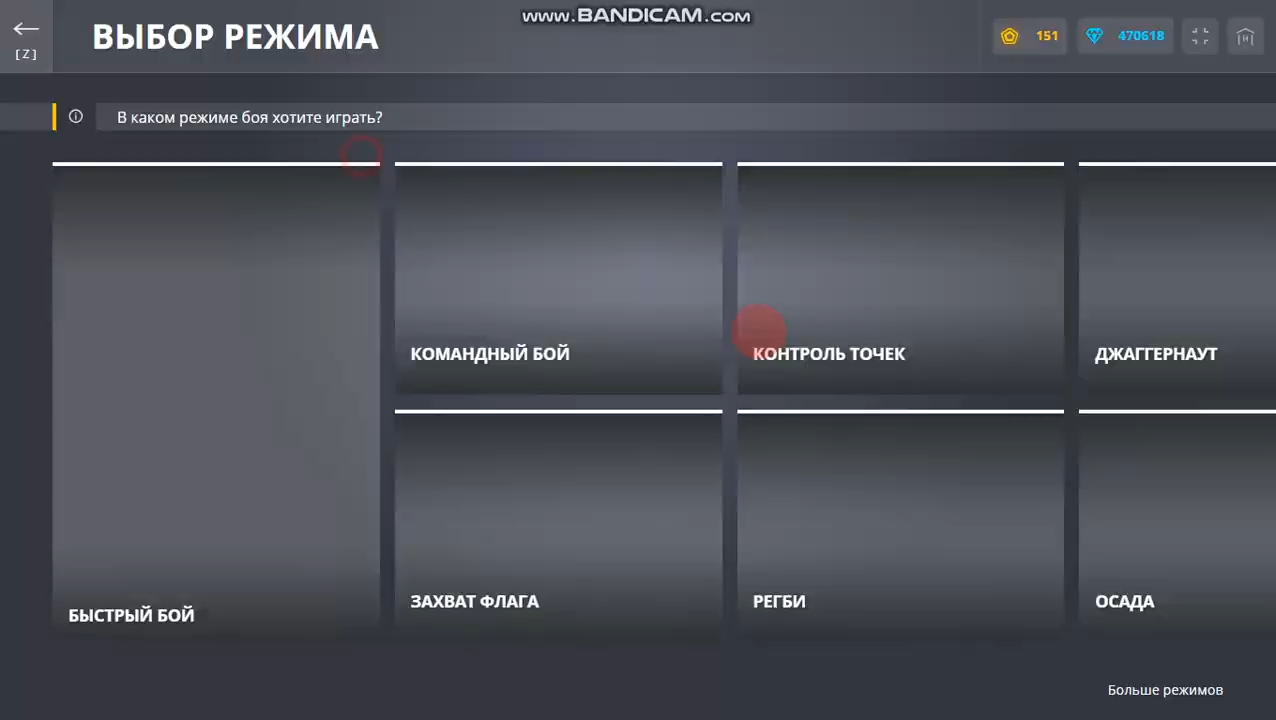 www.BANDICAM.com
ВЫБОР РЕЖИМА
[Z]
151
470618
В каком режиме боя хотите играть?
КОМАНДНЫЙ БОЙ
КОНТРОЛЬ ТОЧЕК
ДЖАГГЕРНАУТ
БЫСТРЫЙ БОЙ
ЗАХВАТ ФЛАГА
РЕГБИ
ОСАДА
Больше режимов